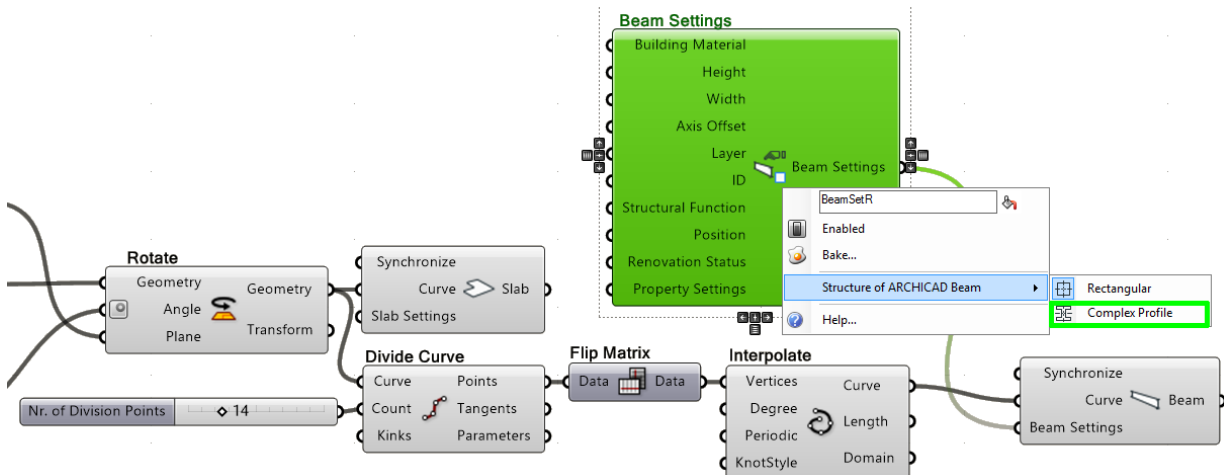 Beam Settings
Building Material
Height
Width
Axis Offset
Layer
ID
Structural Function
Position
Renovation Status
Property Settings
Beam Settings
BeamSetR
Enabled
Bake...
Structure of ARCHICAD Beam
Help...
Rectangular
Complex Profile
Rotate
Geometry
Angle
Plane
Geometry
Transform
Synchronize
Curve
Slab Settings
Slab
Nr. of Division Points
14
Divide Curve
Curve
Count
Kinks
Points
Tangents
Parameters
Flip Matrix
Data
Data
Interpolate
Vertices
Degree
Periodic
KnotStyle
Curve
Length
Domain
Synchronize
Curve
Beam Settings
Beam